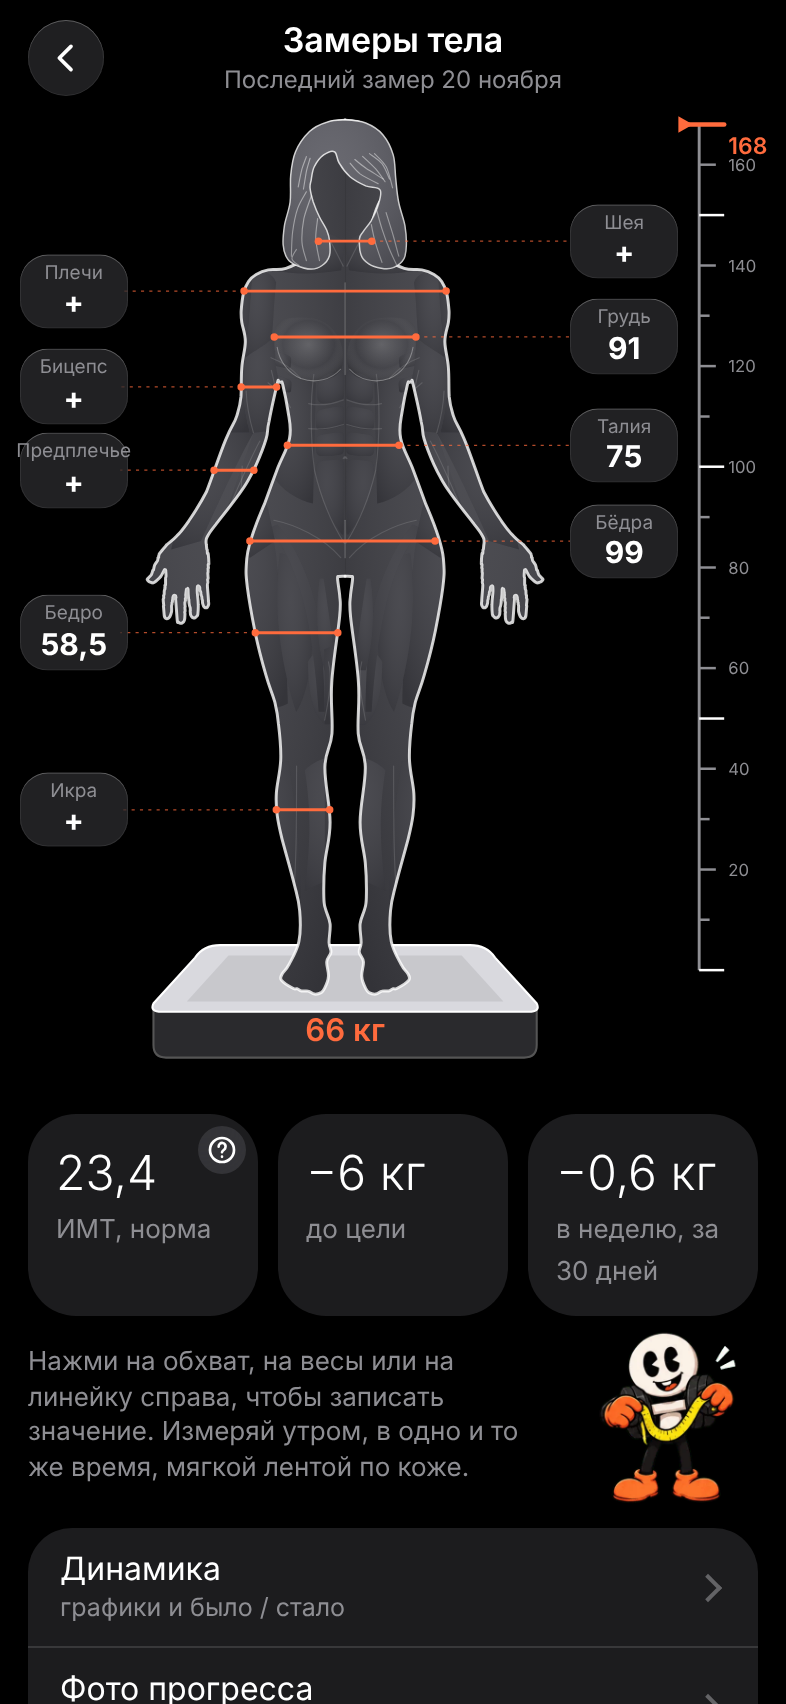 Замеры тела
Последний замер 20 ноября
168
160
Шея
+
Плечи
+
140
Грудь
91
Бицепс
+
120
Талия
75
Предплечье
+
100
Бёдра
99
80
Бедро
58,5
60
40
Икра
+
20
66 кг
23,4
ИМТ, норма
−6 кг
до цели
−0,6 кг
в неделю, за
30 дней
Нажми на обхват, на весы или на
линейку справа, чтобы записать
значение. Измеряй утром, в одно и то
же время, мягкой лентой по коже.
Динамика
графики и было / стало
Фото прогресса